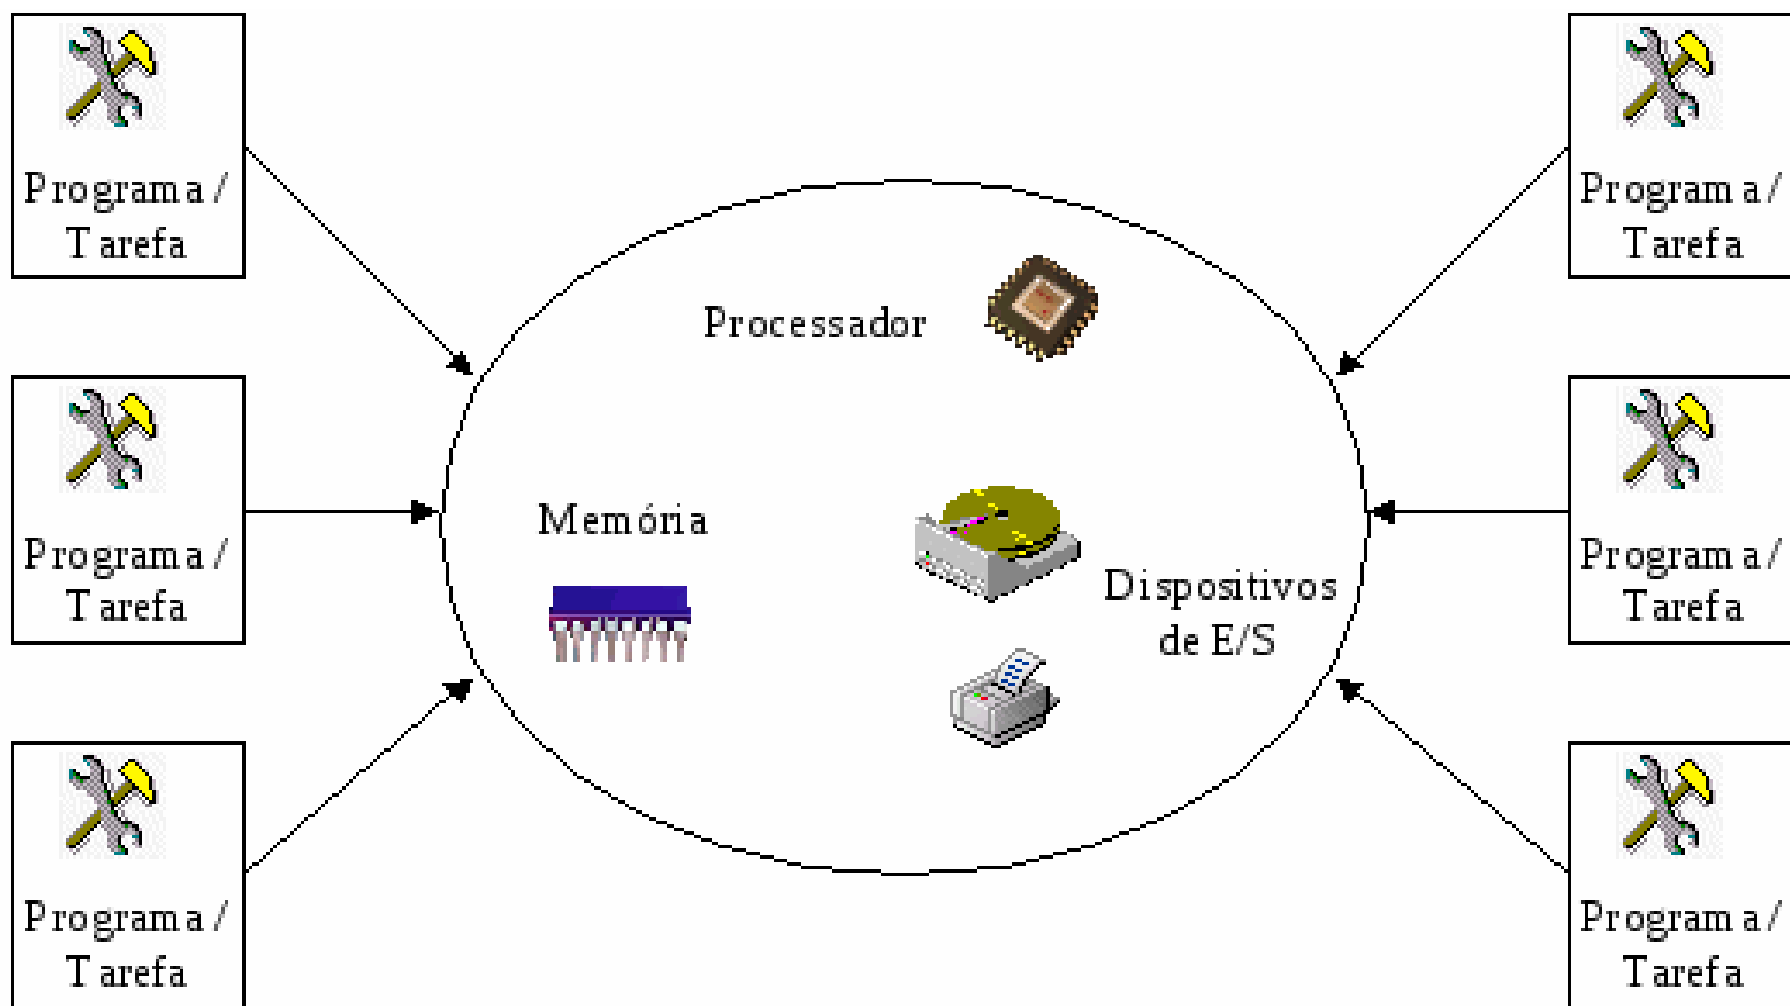 Programa /
Tarefa
Programa /
Tarefa
Processador
Programa /
Tarefa
Memória
Programa /
Tarefa
Dispositivos
de E/S
Programa /
Tarefa
Programa /
Tarefa